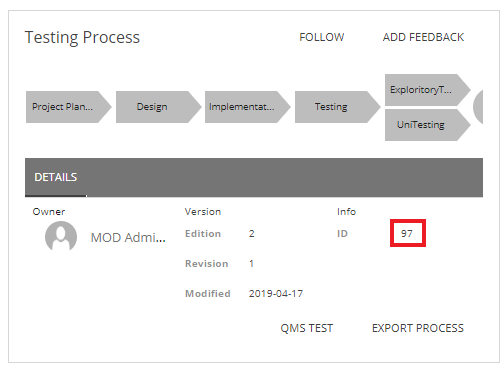 Testing Process
FOLLOW
ADD FEEDBACK
Project Plan...
Design
Implementat...
Testing
ExploritoryT...
UniTesting
DETAILS
Owner
MOD Admi...
Version
Edition 2
Revision 1
Modified 2019-04-17
Info
ID 97
QMS TEST
EXPORT PROCESS